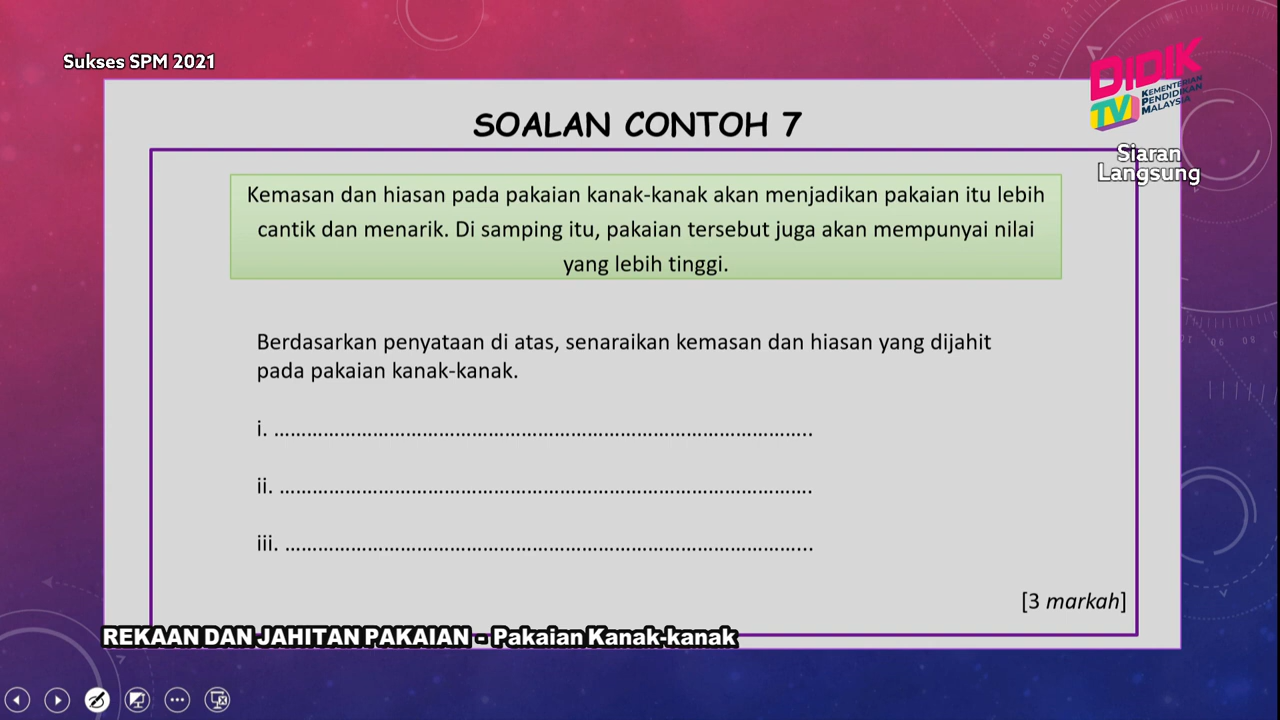 Sukses SPM 2021
DIDIK
TV
KEMENTERIAN
PENDIDIKAN
MALAYSIA
Siaran
Langsung
SOALAN CONTOH 7
Kemasan dan hiasan pada pakaian kanak-kanak akan menjadikan pakaian itu lebih
cantik dan menarik. Di samping itu, pakaian tersebut juga akan mempunyai nilai
yang lebih tinggi.
Berdasarkan penyataan di atas, senaraikan kemasan dan hiasan yang dijahit
pada pakaian kanak-kanak.
i. ……………………………………………………………………………………..
ii. …………………………………………………………………………………….
iii. …………………………………………………………………………………...
[3 markah]
REKAAN DAN JAHITAN PAKAIAN - Pakaian Kanak-kanak